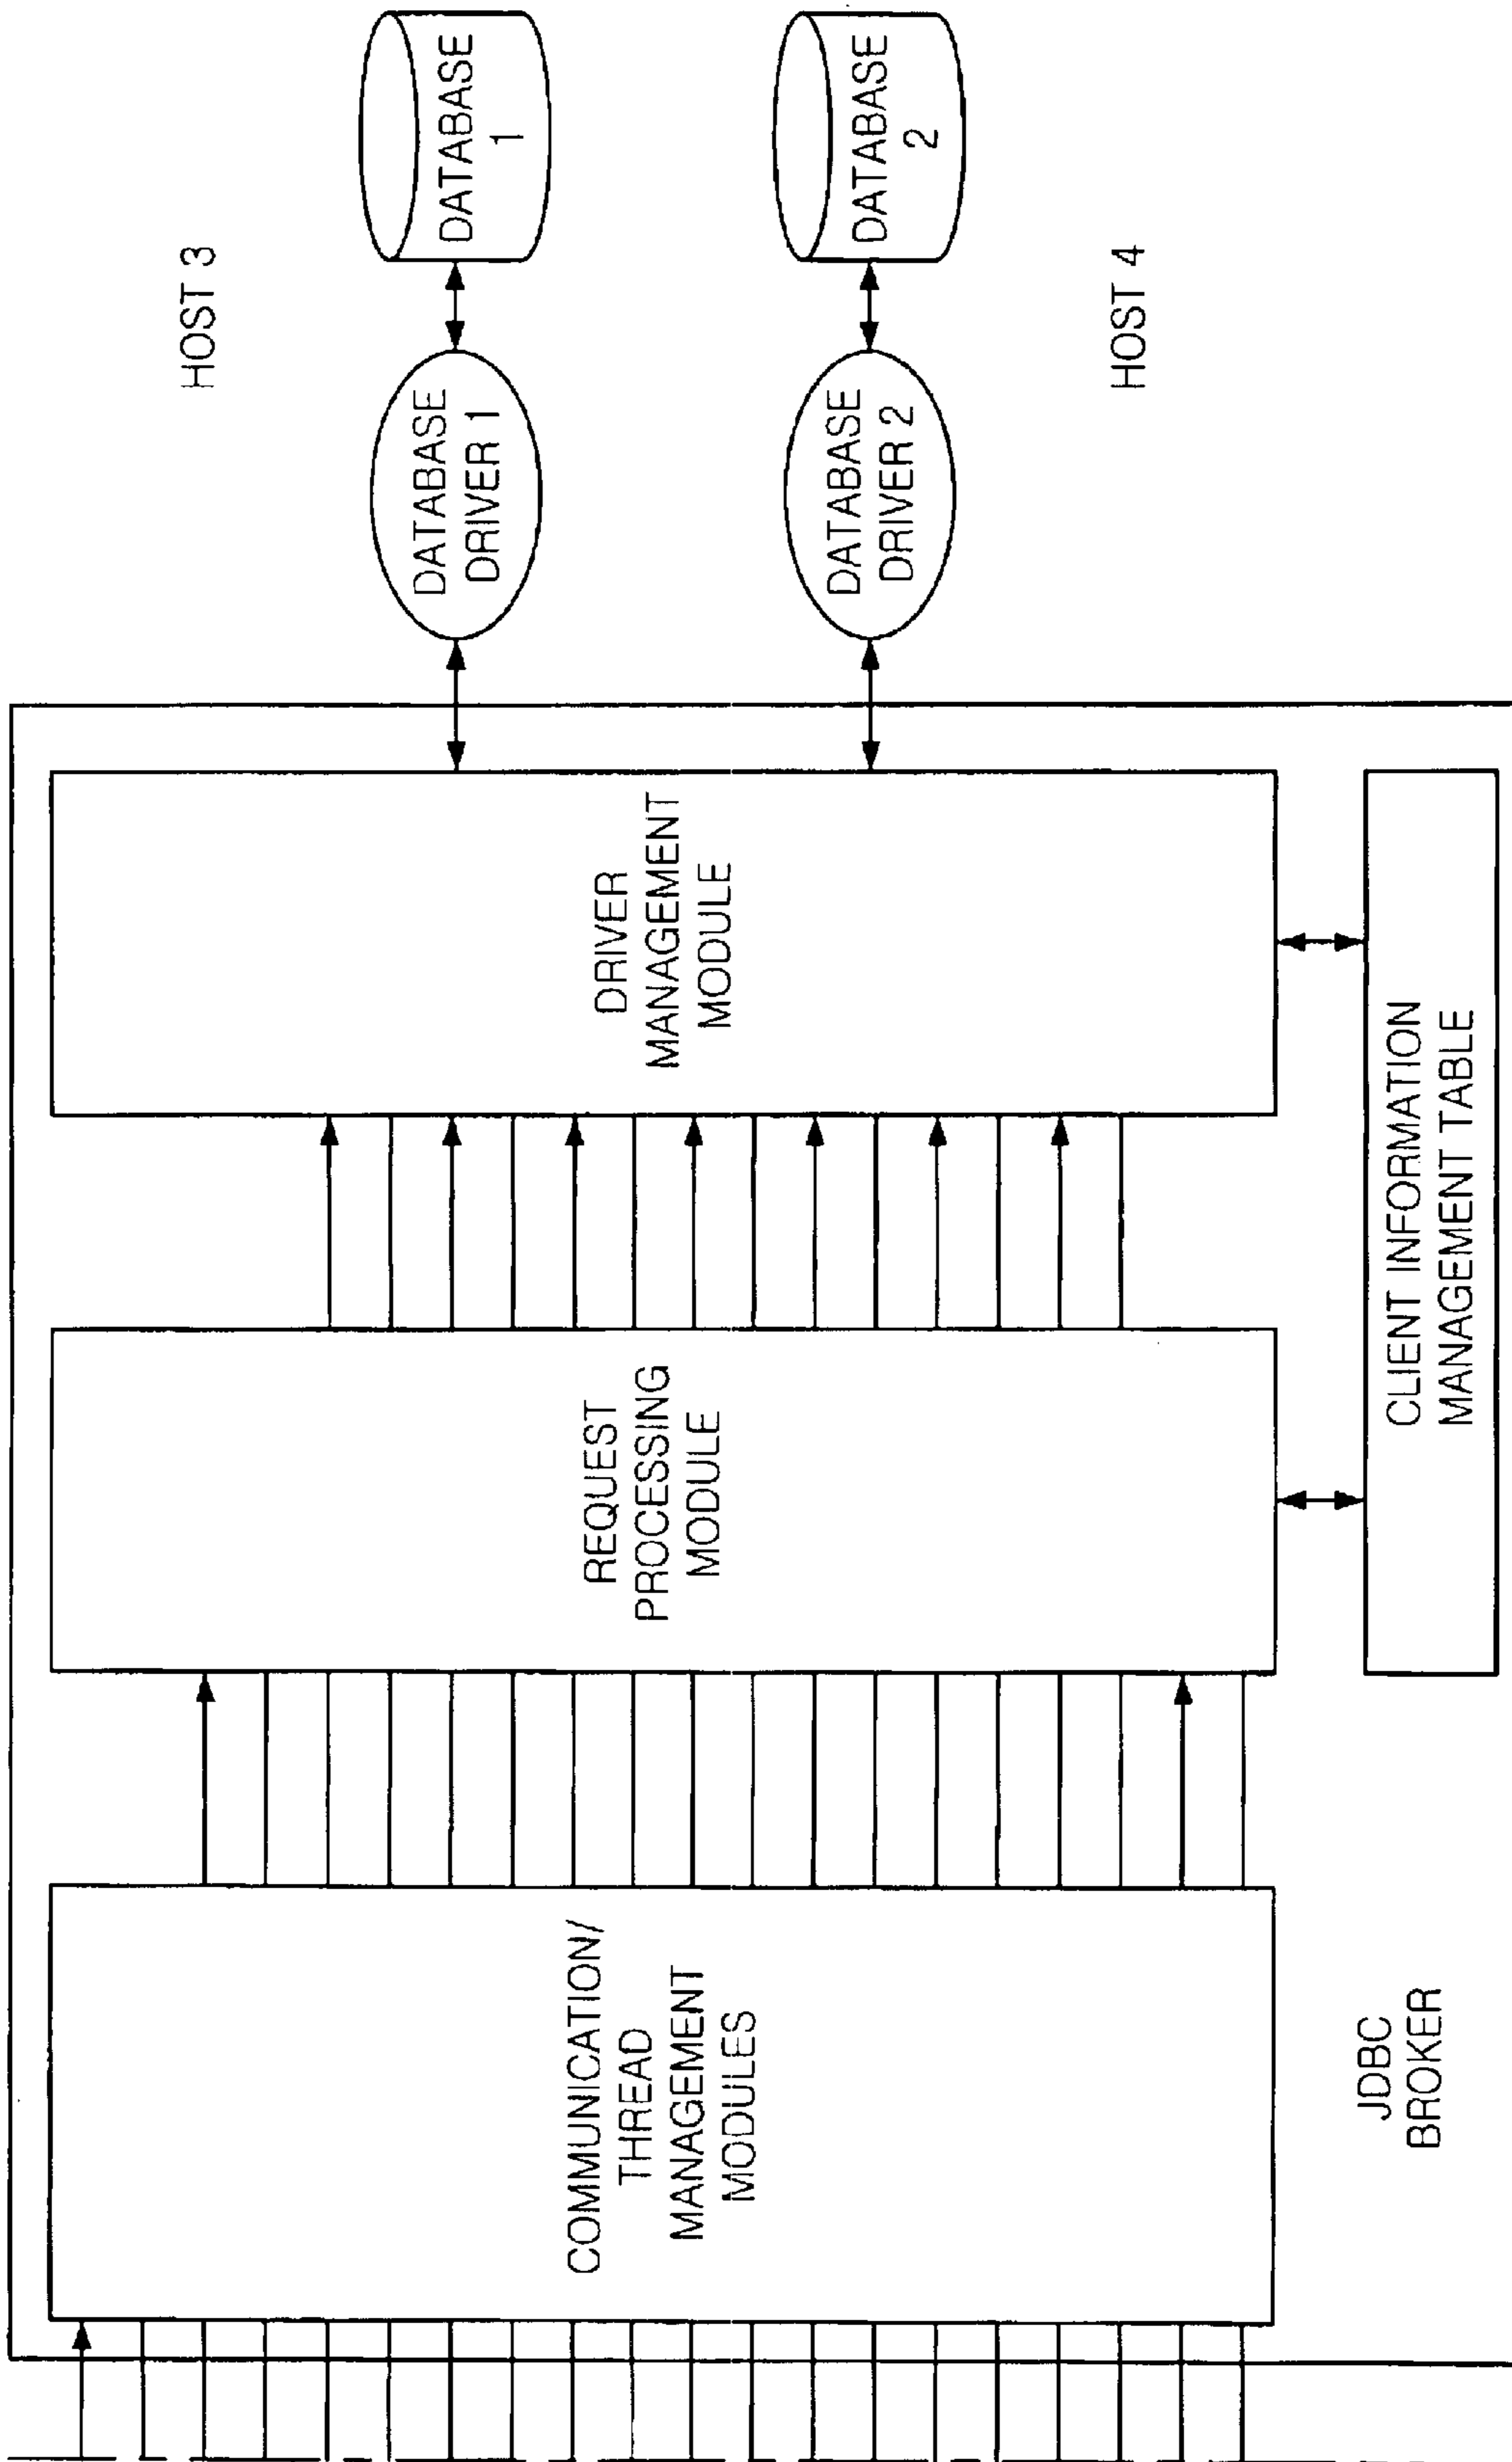 HOST 3
DATABASE
1
DATABASE
DRIVER 1
DATABASE
2
DATABASE
DRIVER 2
HOST 4
DRIVER
MANAGEMENT
MODULE
REQUEST
PROCESSING
MODULE
COMMUNICATION/
THREAD
MANAGEMENT
MODULES
CLIENT INFORMATION
MANAGEMENT TABLE
JDBC
BROKER